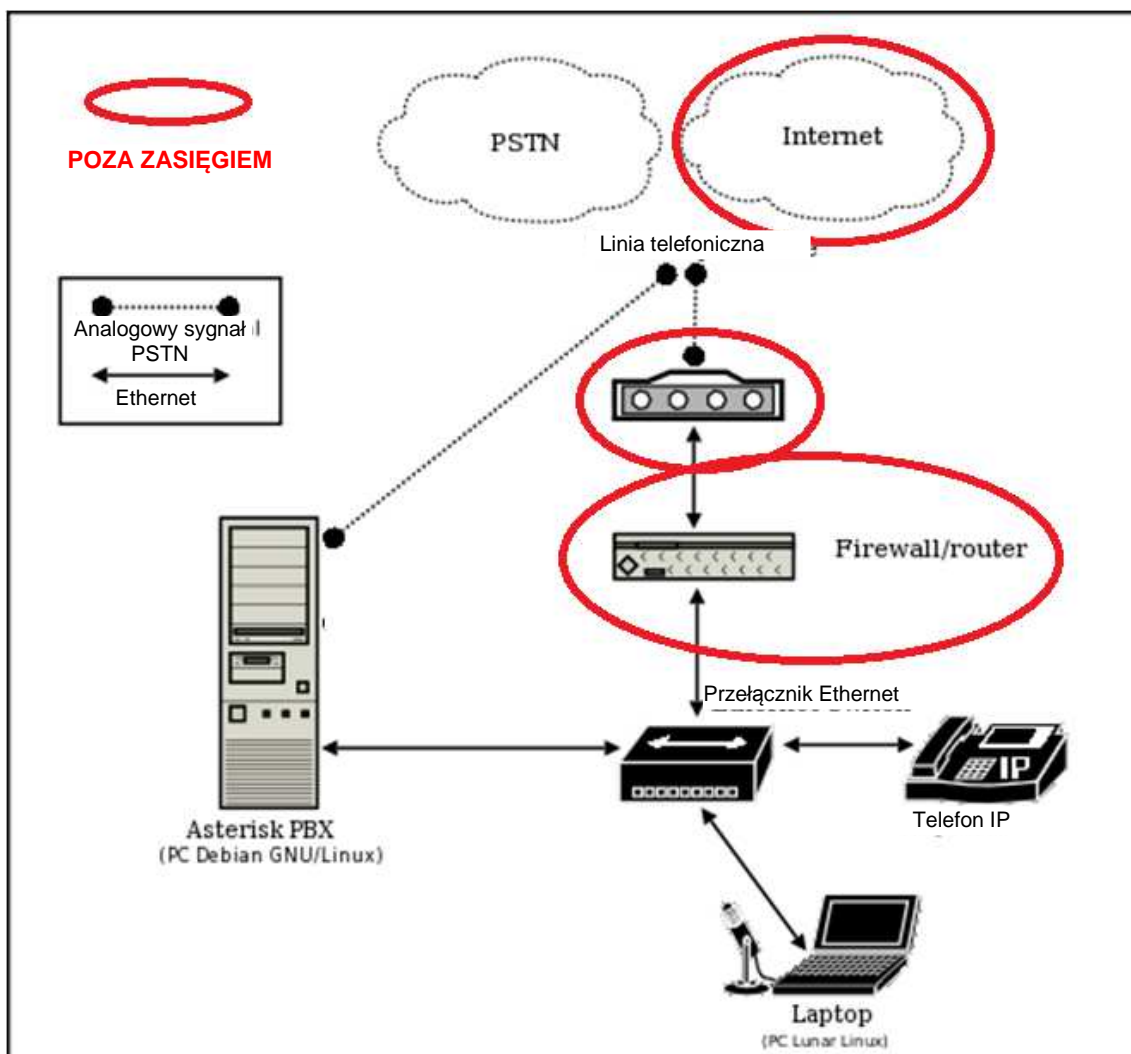 PSTN
Internet
POZA ZASIĘGIEM
Linia telefoniczna
Analogowy sygnał
PSTN
Ethernet
Firewall/router
Przełącznik Ethernet
IP
Telefon IP
Asterisk PBX
(PC Debian GNU/Linux)
Laptop
(PC Lunar Linux)